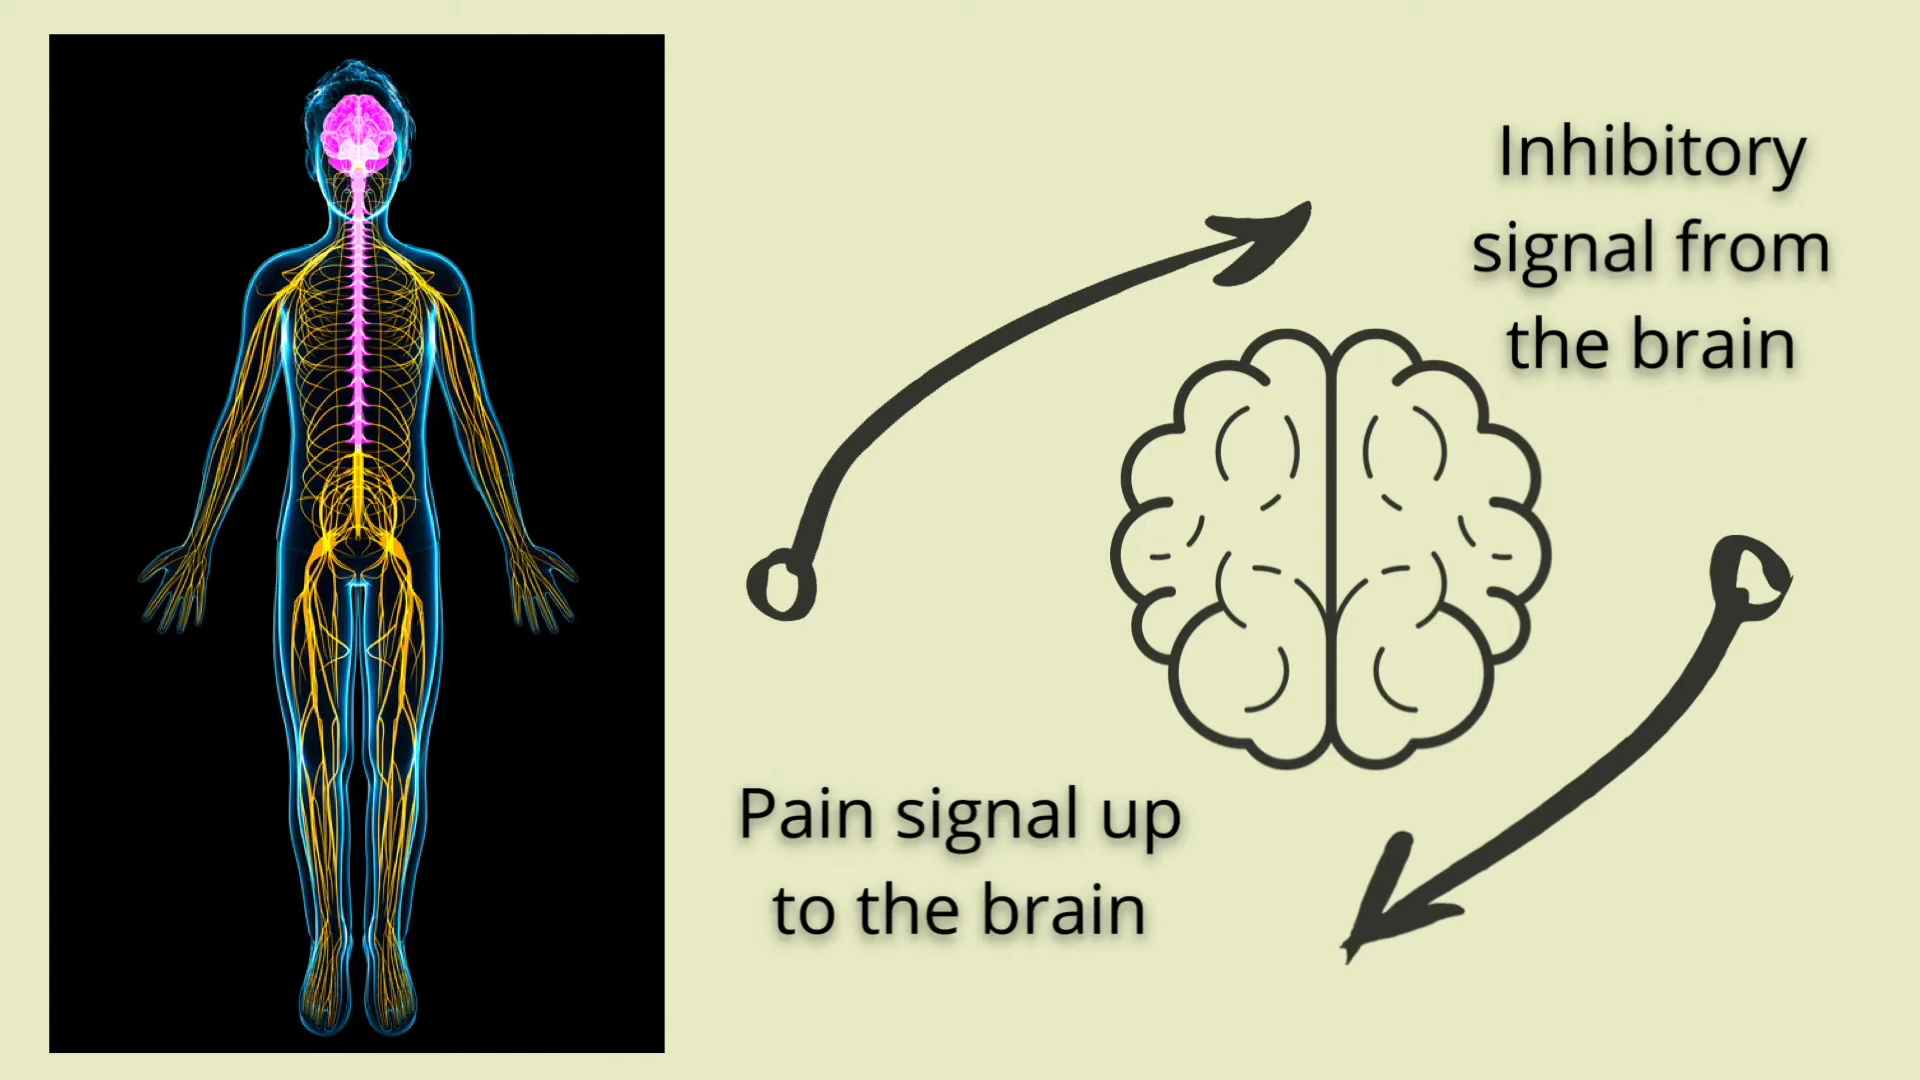 Inhibitory
signal from
the brain
Pain signal up
to the brain